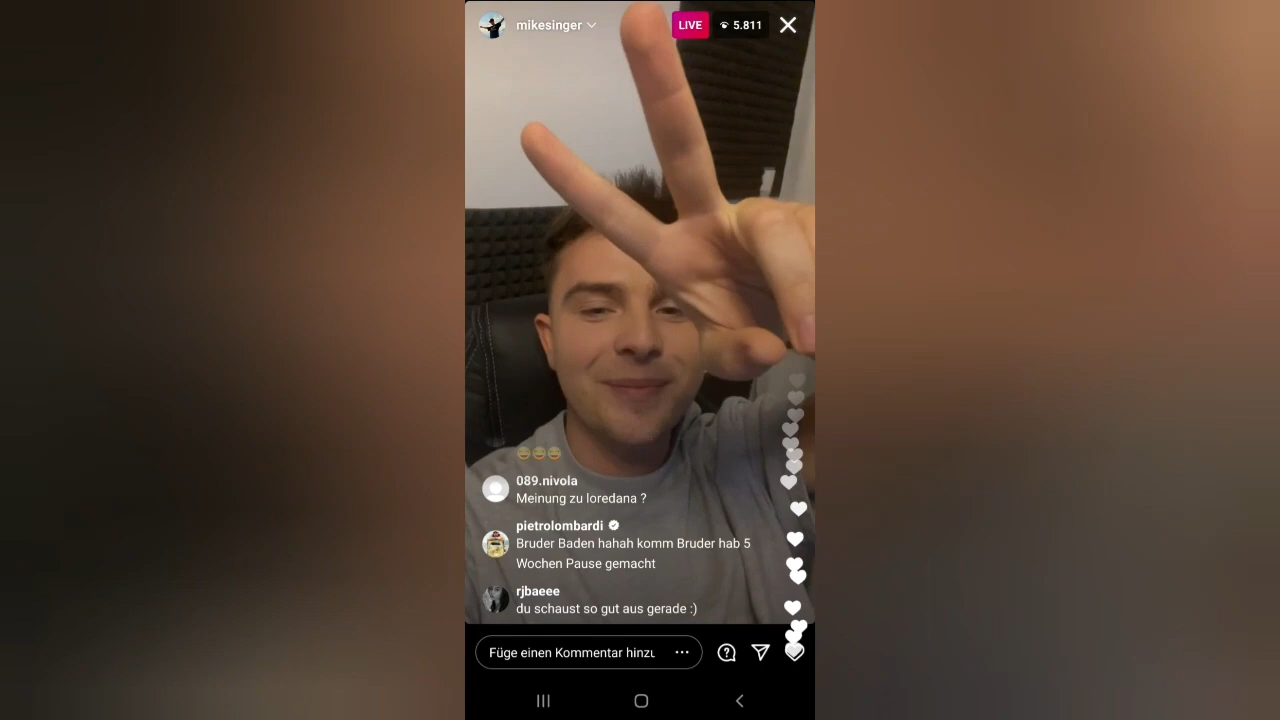 mikesinger
LIVE
5.811
089.nivola
Meinung zu loredana ?
pietrolombardi
Bruder Baden hahah komm Bruder hab 5
Wochen Pause gemacht
rjbaeee
du schaust so gut aus gerade :)
Füge einen Kommentar hinzu